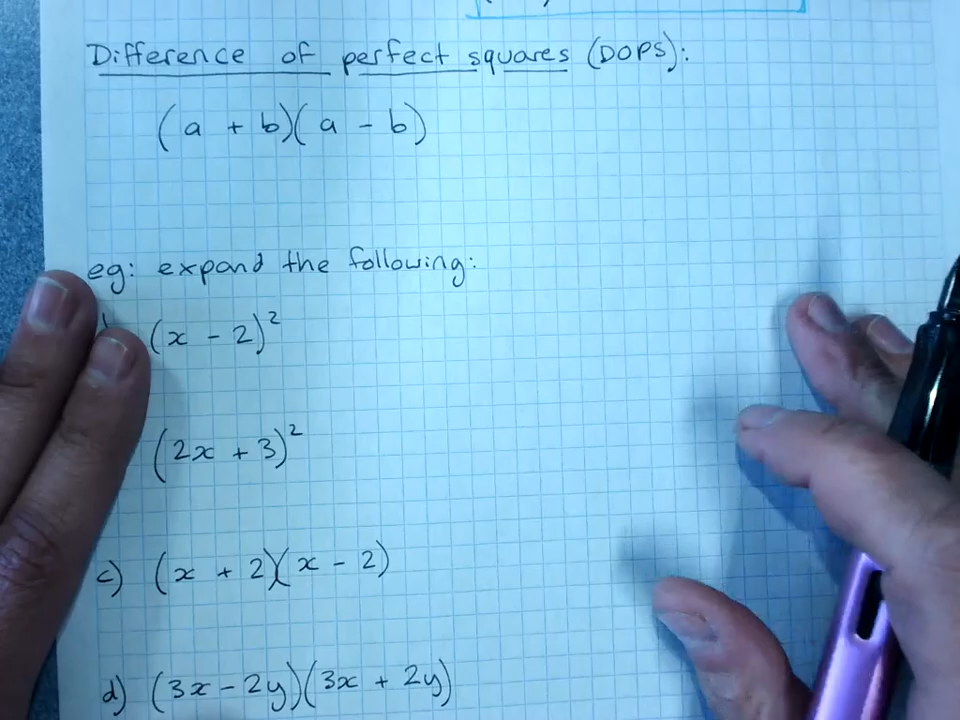 Difference of perfect squares (DOPS):
(a + b)(a - b)
eg: expand the following:
(x - 2)²
(2x + 3)²
c) (x + 2)(x - 2)
d) (3x - 2y)(3x + 2y)